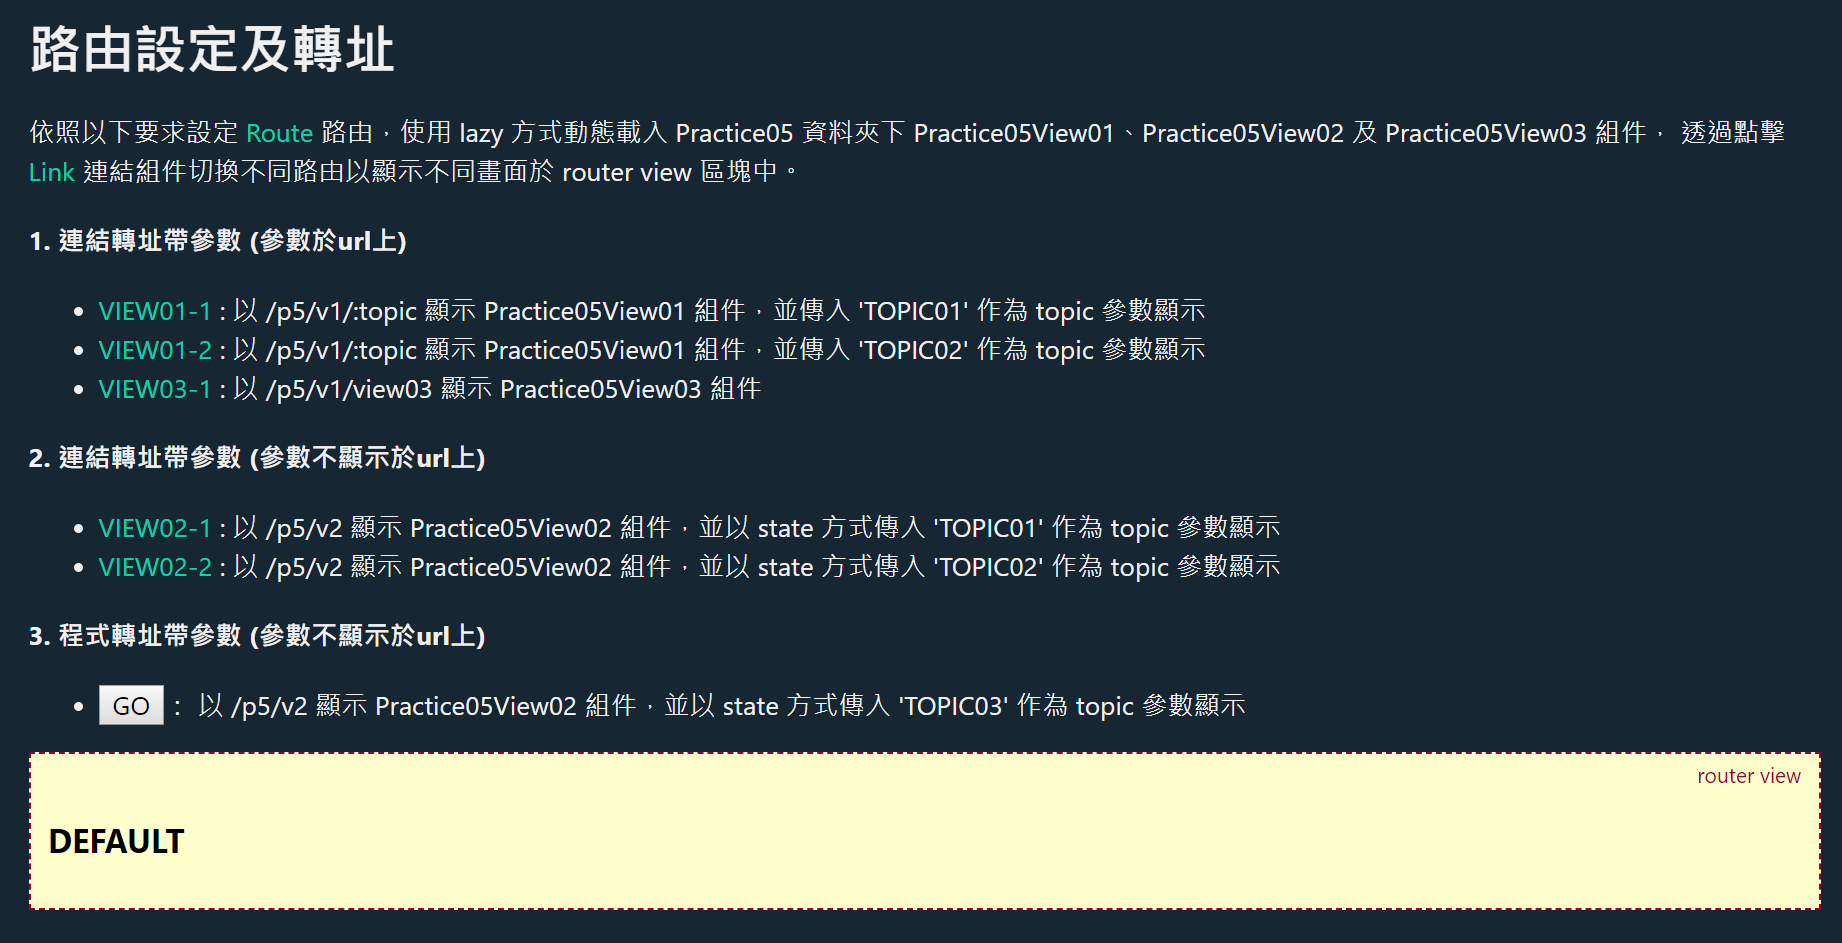 路由設定及轉址
依照以下要求設定 Route 路由，使用 lazy 方式動態載入 Practice05 資料夾下 Practice05View01、Practice05View02 及 Practice05View03 組件， 透過點擊
Link 連結組件切換不同路由以顯示不同畫面於 router view 區塊中。
1. 連結轉址帶參數 (參數於url上)
• VIEW01-1 : 以 /p5/v1/:topic 顯示 Practice05View01 組件，並傳入 'TOPIC01' 作為 topic 參數顯示
• VIEW01-2 : 以 /p5/v1/:topic 顯示 Practice05View01 組件，並傳入 'TOPIC02' 作為 topic 參數顯示
• VIEW03-1 : 以 /p5/v1/view03 顯示 Practice05View03 組件
2. 連結轉址帶參數 (參數不顯示於url上)
• VIEW02-1 : 以 /p5/v2 顯示 Practice05View02 組件，並以 state 方式傳入 'TOPIC01' 作為 topic 參數顯示
• VIEW02-2 : 以 /p5/v2 顯示 Practice05View02 組件，並以 state 方式傳入 'TOPIC02' 作為 topic 參數顯示
3. 程式轉址帶參數 (參數不顯示於url上)
• GO ： 以 /p5/v2 顯示 Practice05View02 組件，並以 state 方式傳入 'TOPIC03' 作為 topic 參數顯示
router view
DEFAULT